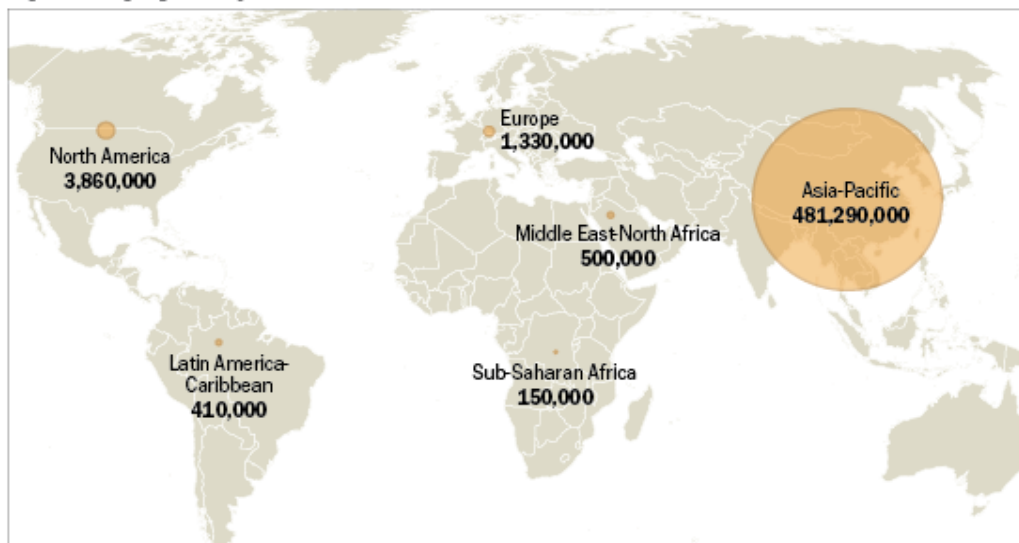 Europe
1,330,000
North America
3,860,000
Asia-Pacific
481,290,000
Middle East-North Africa
500,000
Latin America-
Caribbean
410,000
Sub-Saharan Africa
150,000